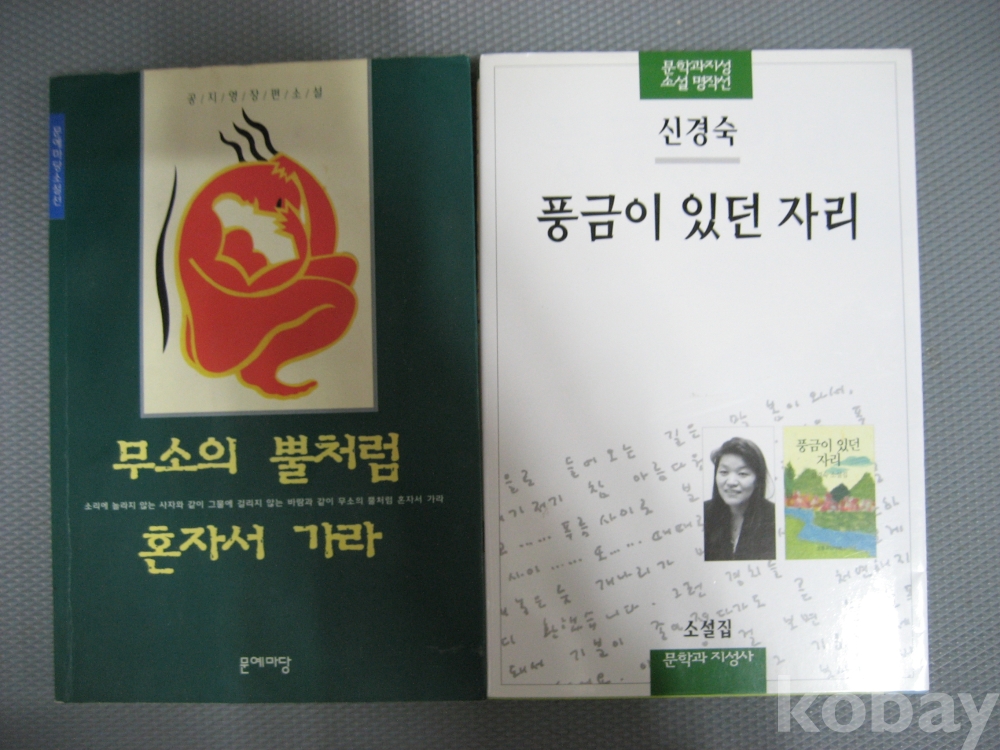 공/지/영/장/편/소/설
문예마당소설선
무소의 뿔처럼
소리에 놀라지 않는 사자와 같이 그물에 걸리지 않는 바람과 같이 무소의 뿔처럼 혼자서 가라
혼자서 가라
문예마당
문학과지성
소설 명작선
신경숙
풍금이 있던 자리
풍금이 있던
자리
소설집
문학과 지성사
kobay